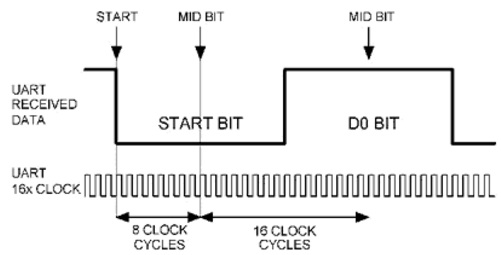 START
MID BIT
MID BIT
UART
RECEIVED
DATA
START BIT
D0 BIT
UART
16x CLOCK
8 CLOCK
CYCLES
16 CLOCK
CYCLES